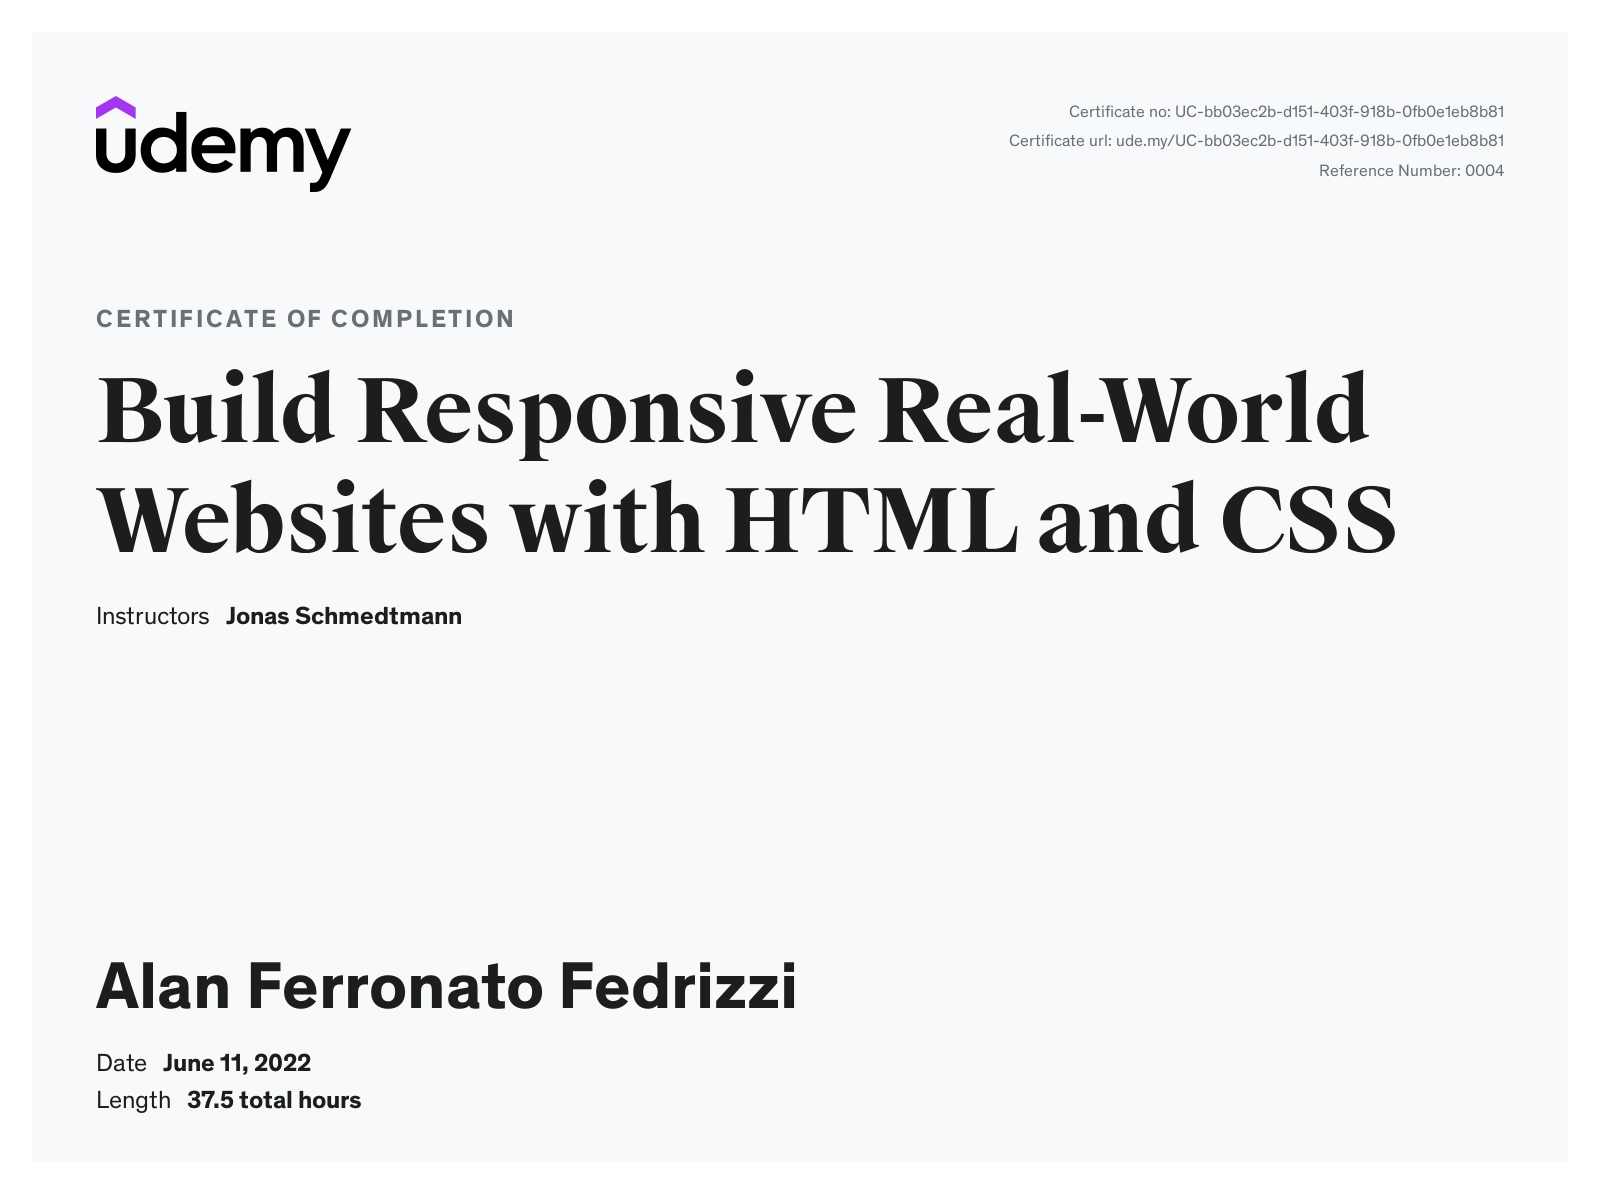 udemy
Certificate no: UC-bb03ec2b-d151-403f-918b-0fb0e1eb8b81
Certificate url: ude.my/UC-bb03ec2b-d151-403f-918b-0fb0e1eb8b81
Reference Number: 0004
CERTIFICATE OF COMPLETION
Build Responsive Real-World
Websites with HTML and CSS
Instructors Jonas Schmedtmann
Alan Ferronato Fedrizzi
Date June 11, 2022
Length 37.5 total hours